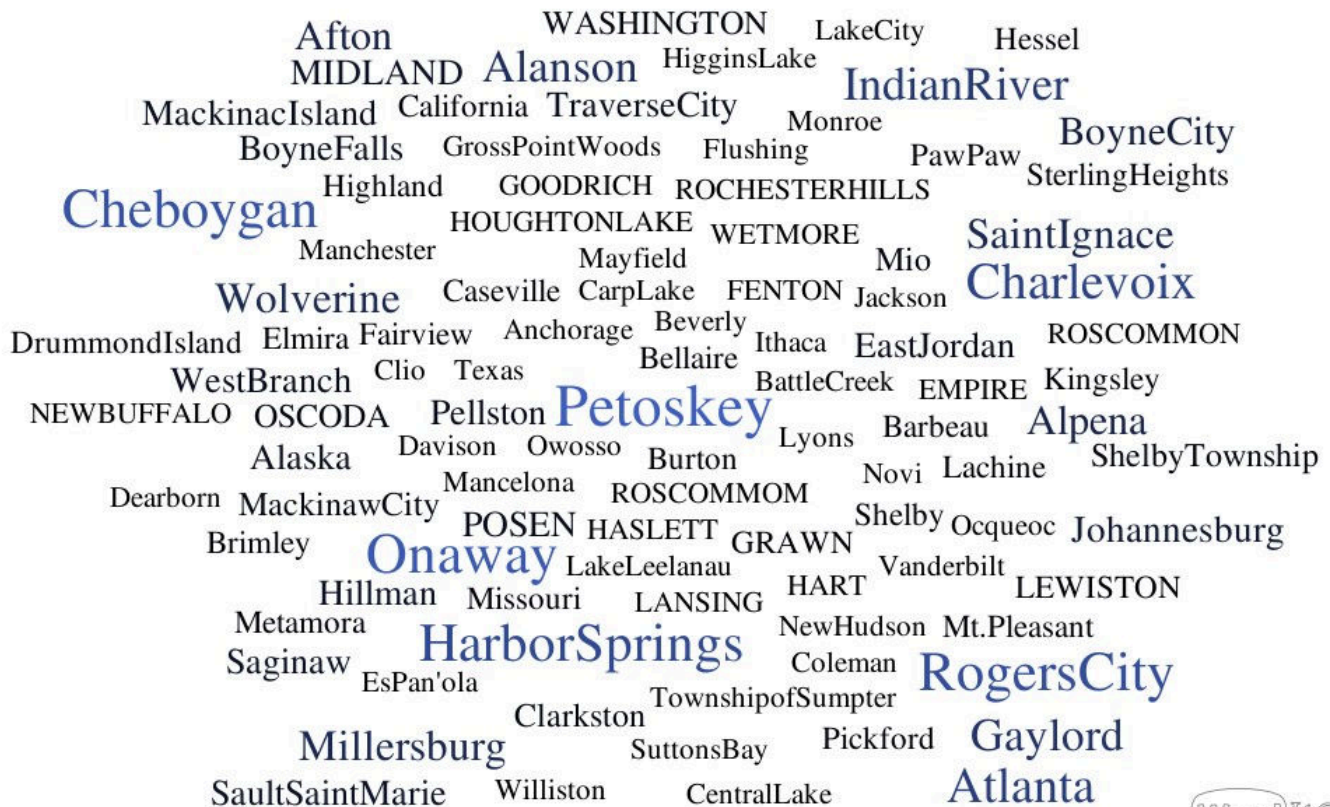 WASHINGTON LakeCity
Afton Hessel
MIDLAND Alanson HigginsLake IndianRiver
MackinacIsland California TraverseCity Monroe BoyneCity
BoyneFalls GrossPointWoods Flushing PawPaw SterlingHeights
Cheboygan Highland GOODRICH ROCHESTERHILLS
HOUGHTONLAKE WETMORE SaintIgnace
Manchester Mayfield Mio
Wolverine Caseville CarpLake FENTON Jackson Charlevoix
DrummondIsland Elmira Fairview Anchorage Beverly Ithaca EastJordan ROSCOMMON
WestBranch Clio Texas Bellaire BattleCreek EMPIRE Kingsley
NEWBUFFALO OSCODA Pellston Petoskey Lyons Barbeau Alpena
Alaska Davison Owosso Burton Novi Lachine ShelbyTownship
Dearborn MackinawCity Mancelona ROSCOMMOM
Brimley POSEN HASLETT GRAWN Shelby Ocqueoc Johannesburg
Onaway LakeLeelanau Vanderbilt
Hillman Missouri LANSING HART LEWISTON
Metamora HarborSprings NewHudson Mt.Pleasant
Saginaw EsPan'ola Coleman RogersCity
TownshipofSumpter
Clarkston
Millersburg SuttonsBay Pickford Gaylord
SaultSaintMarie Williston CentralLake Atlanta